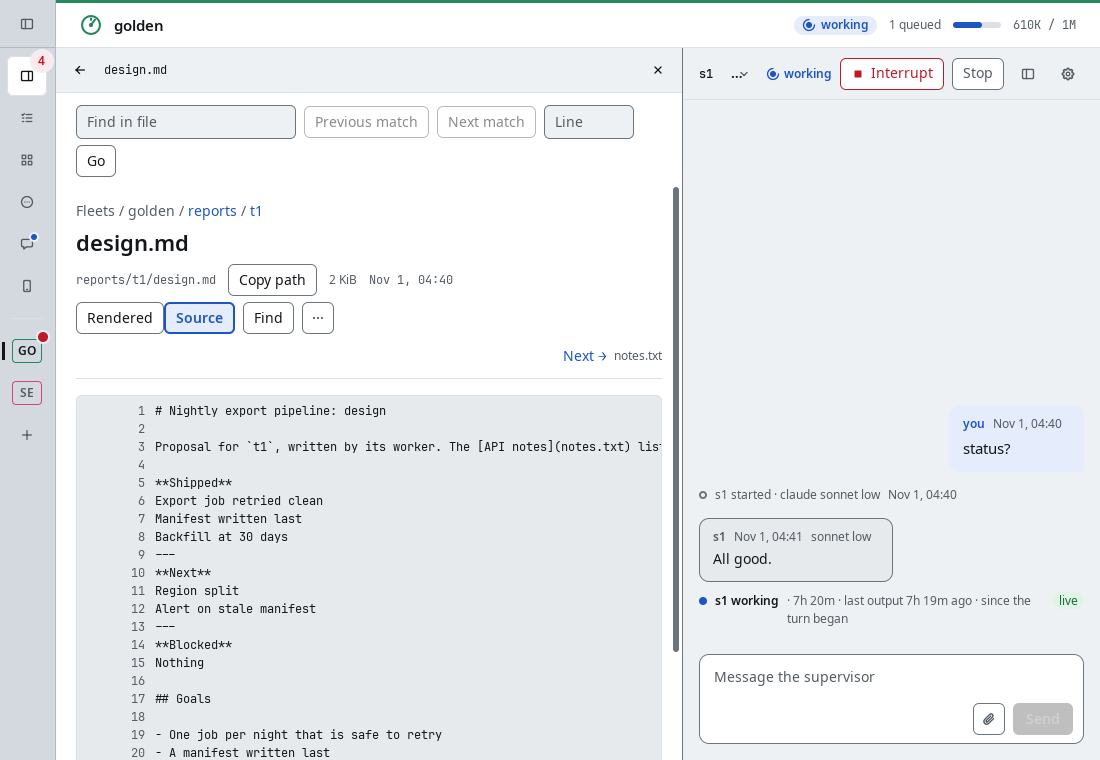 golden
working
1 queued
610K / 1M
4
GO
SE
design.md
Find in file
Previous match
Next match
Line
Go
Fleets / golden / reports / t1
design.md
reports/t1/design.md
Copy path
2 KiB
Nov 1, 04:40
Rendered
Source
Find
...
Next → notes.txt
1 # Nightly export pipeline: design
2
3 Proposal for `t1`, written by its worker. The [API notes](notes.txt) list
4
5 **Shipped**
6 Export job retried clean
7 Manifest written last
8 Backfill at 30 days
9 ---
10 **Next**
11 Region split
12 Alert on stale manifest
13 ---
14 **Blocked**
15 Nothing
16
17 ## Goals
18
19 - One job per night that is safe to retry
20 - A manifest written last
s1
...
working
Interrupt
Stop
you Nov 1, 04:40
status?
s1 started · claude sonnet low Nov 1, 04:40
s1 Nov 1, 04:41 sonnet low
All good.
s1 working · 7h 20m · last output 7h 19m ago · since the
turn began
live
Message the supervisor
Send